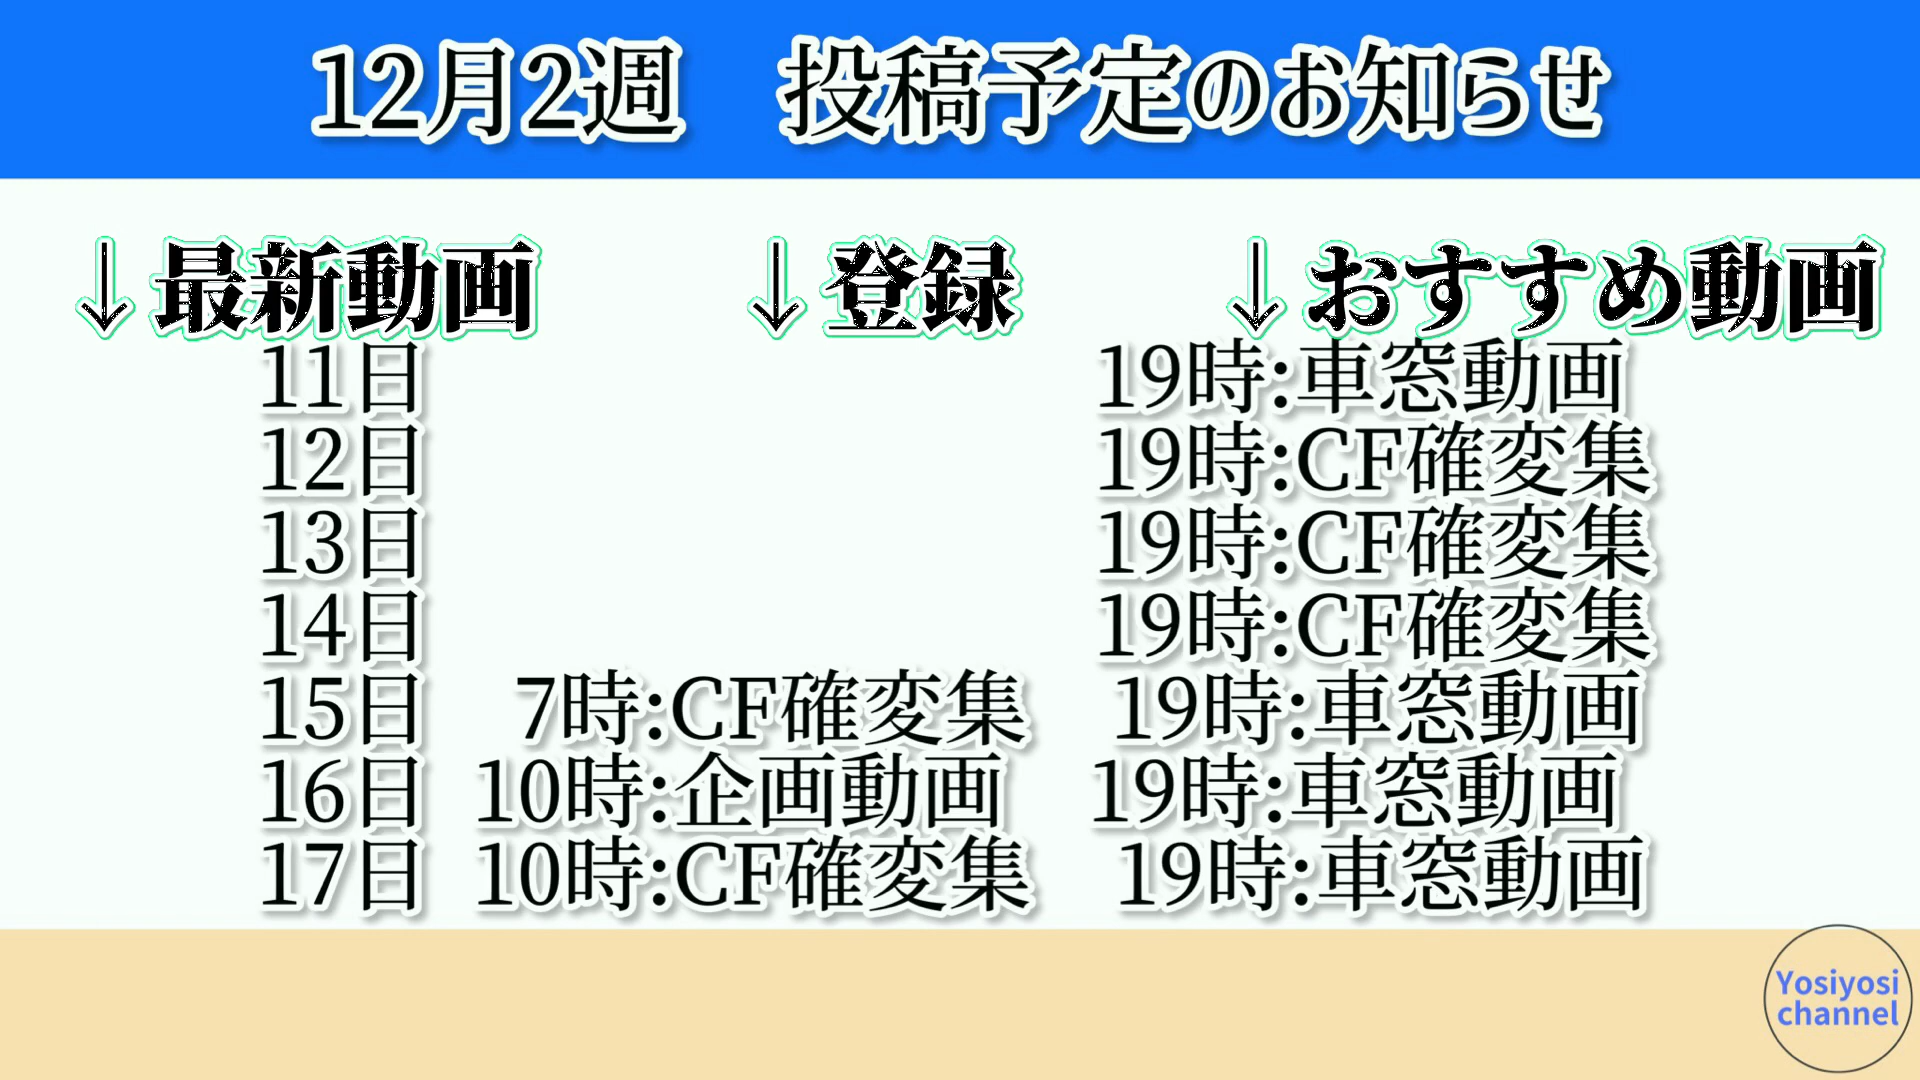 12月2週　投稿予定のお知らせ
↓最新動画　↓登録　↓おすすめ動画
11日　19時:車窓動画
12日　19時:CF確変集
13日　19時:CF確変集
14日　19時:CF確変集
15日　7時:CF確変集　19時:車窓動画
16日　10時:企画動画　19時:車窓動画
17日　10時:CF確変集　19時:車窓動画
Yosiyosi
channel